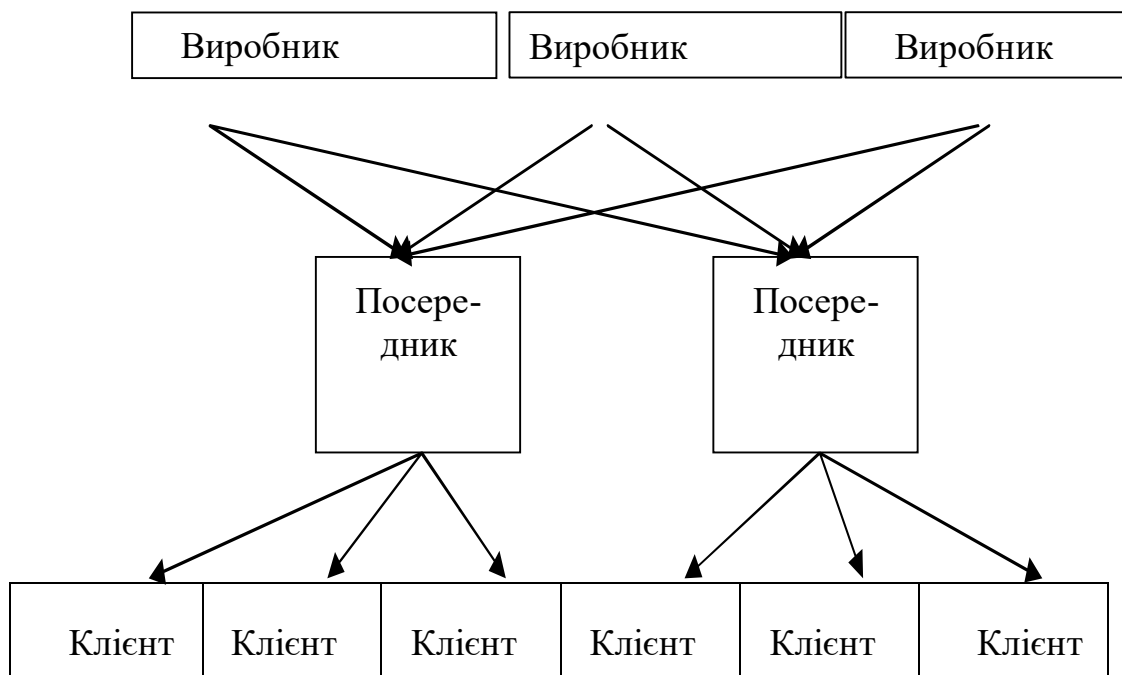 Виробник Виробник Виробник
Посере-
дник
Посере-
дник
Клієнт Клієнт Клієнт Клієнт Клієнт Клієнт